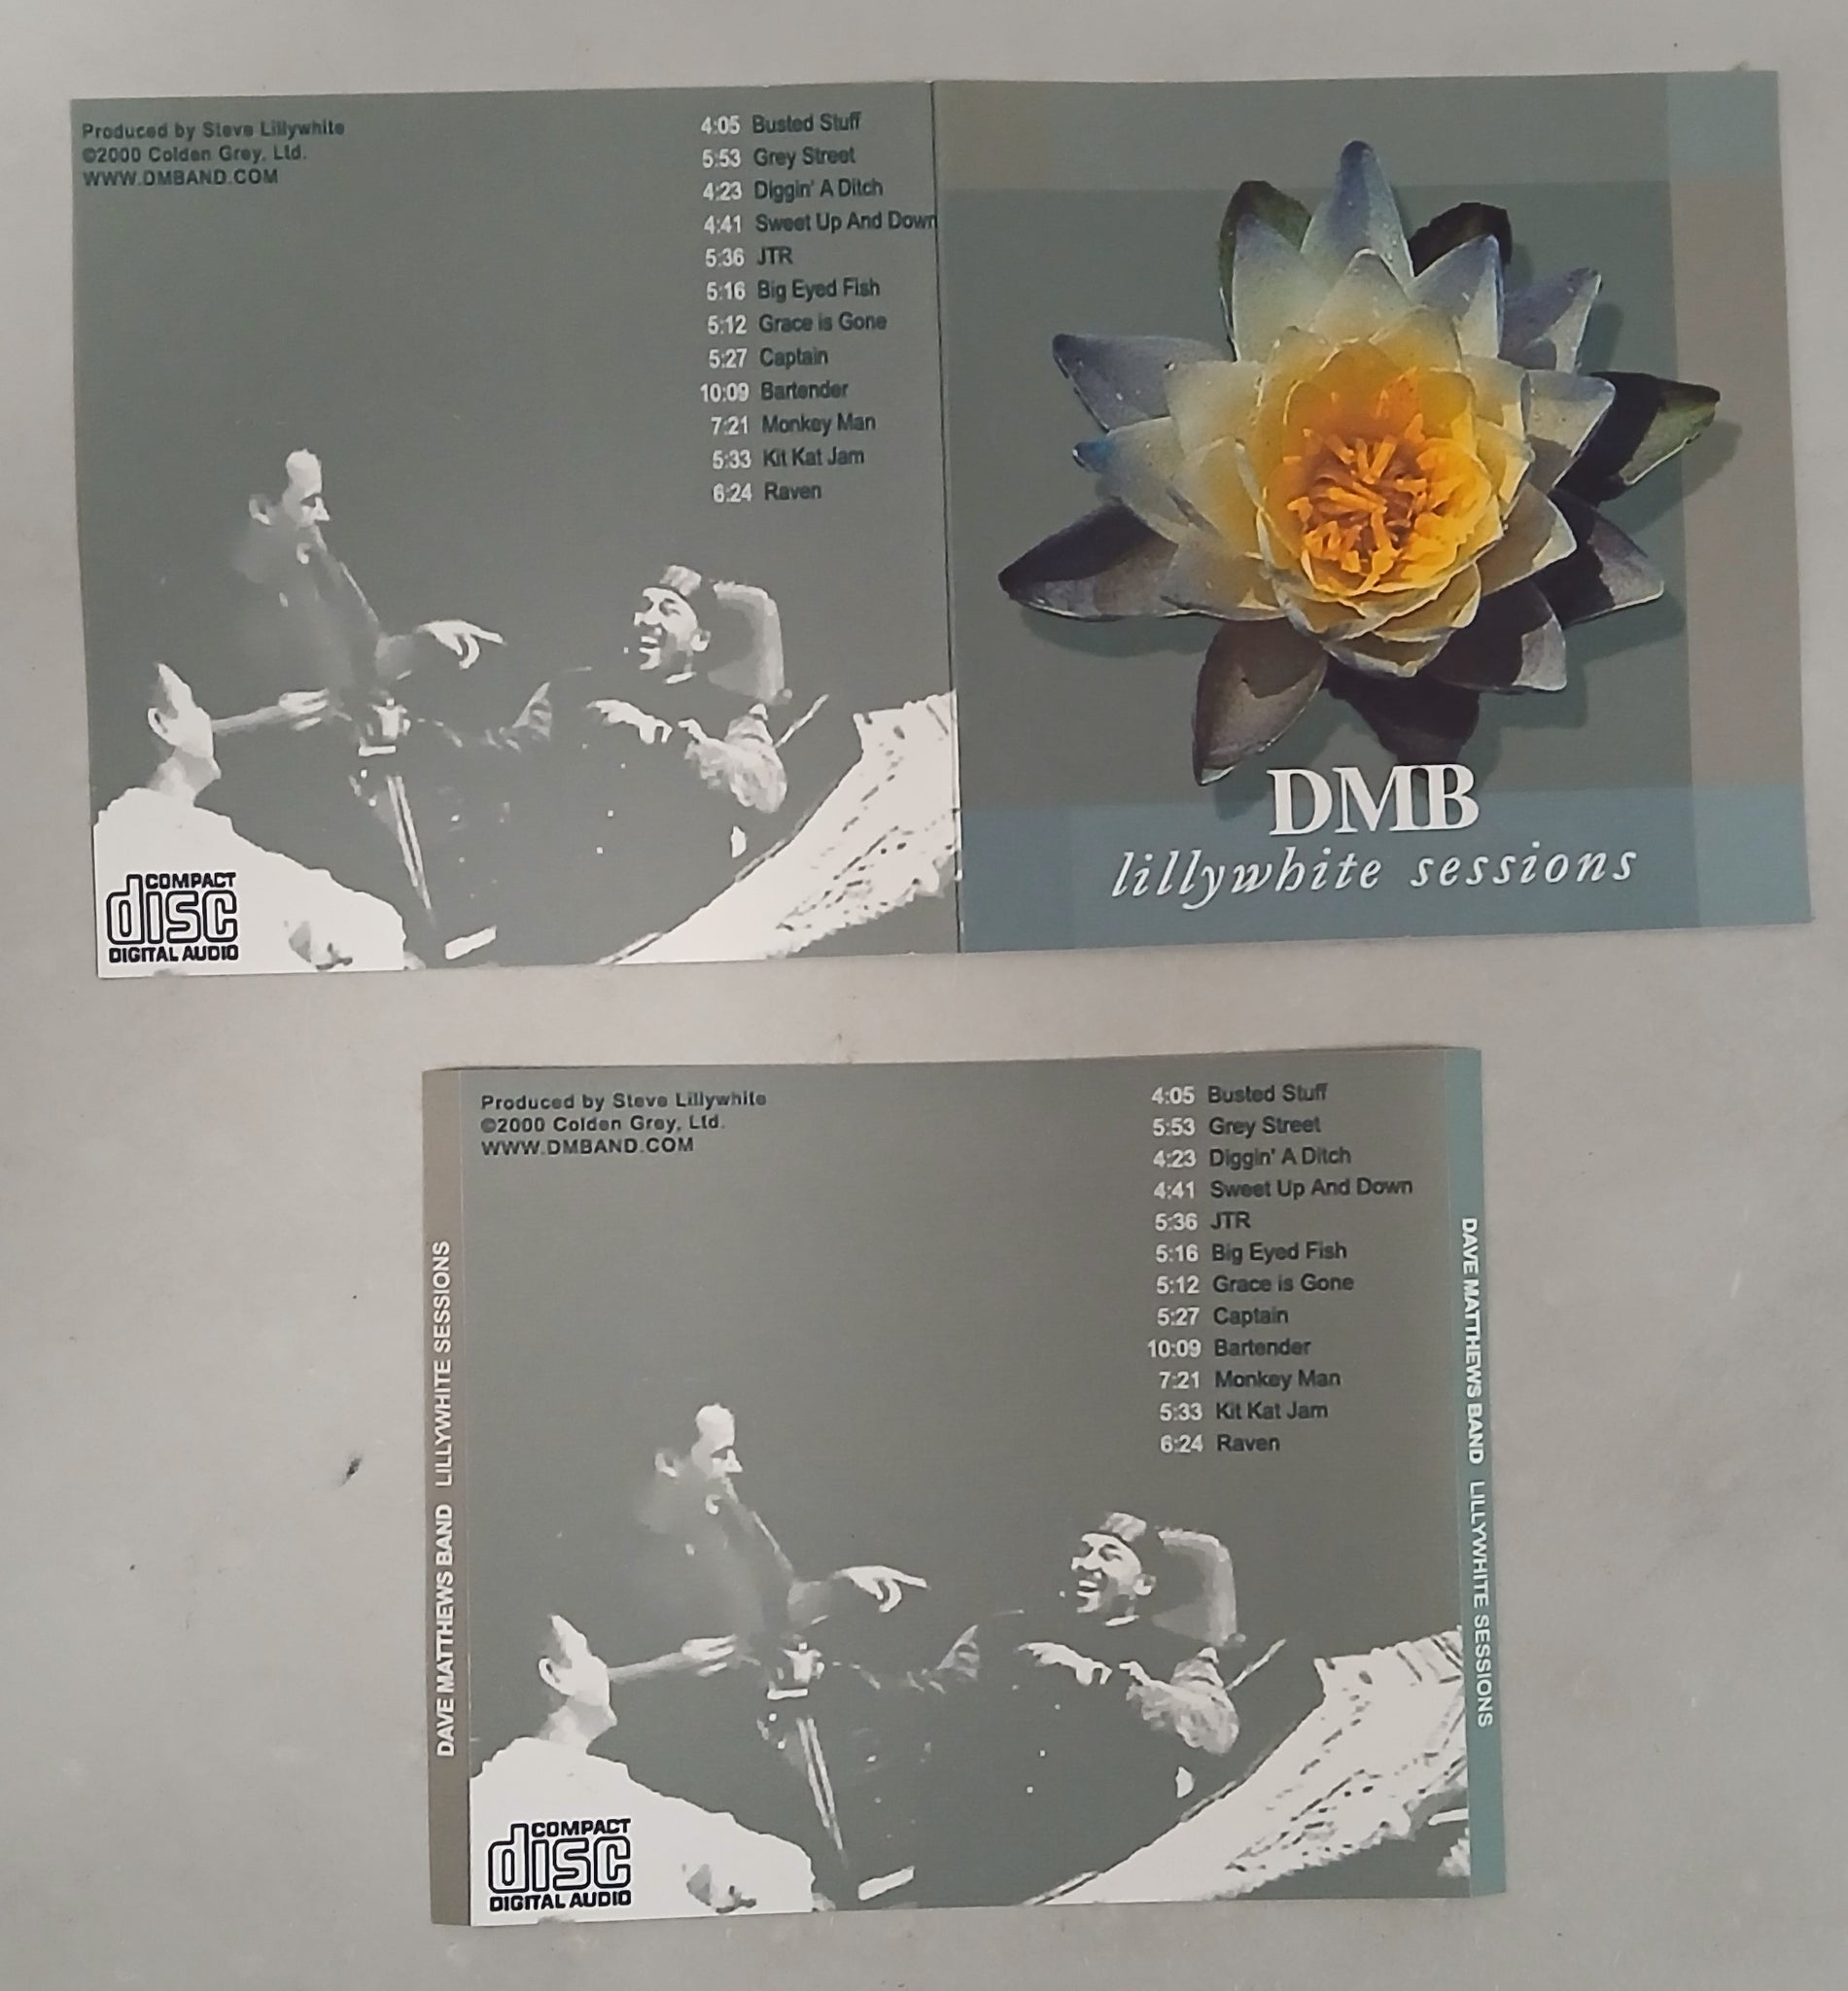 Produced by Steve Lillywhite
©2000 Colden Grey, Ltd.
WWW.DMBAND.COM
4:05 Busted Stuff
5:53 Grey Street
4:23 Diggin' A Ditch
4:41 Sweet Up And Down
5:36 JTR
5:16 Big Eyed Fish
5:12 Grace is Gone
5:27 Captain
10:09 Bartender
7:21 Monkey Man
5:33 Kit Kat Jam
6:24 Raven
COMPACT
disc
DIGITAL AUDIO
DMB
lillywhite sessions
DAVE MATTHEWS BAND LILLYWHITE SESSIONS
Produced by Steve Lillywhite
©2000 Colden Grey, Ltd.
WWW.DMBAND.COM
4:05 Busted Stuff
5:53 Grey Street
4:23 Diggin' A Ditch
4:41 Sweet Up And Down
5:36 JTR
5:16 Big Eyed Fish
5:12 Grace is Gone
5:27 Captain
10:09 Bartender
7:21 Monkey Man
5:33 Kit Kat Jam
6:24 Raven
COMPACT
disc
DIGITAL AUDIO
DAVE MATTHEWS BAND LILLYWHITE SESSIONS